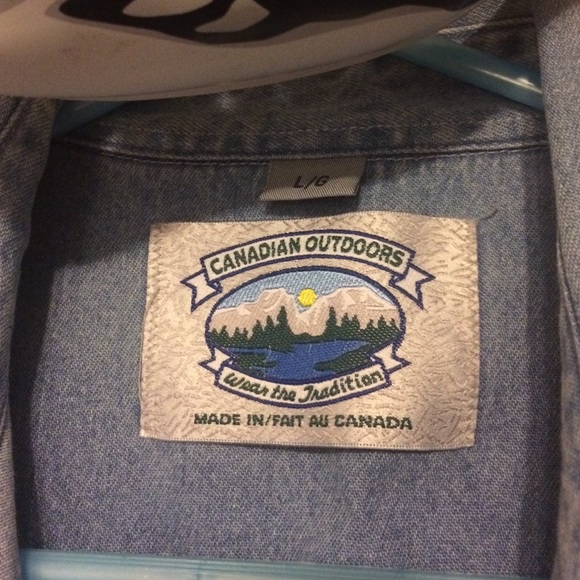 L/G
CANADIAN OUTDOORS
Wear the Tradition
MADE IN/FAIT AU CANADA